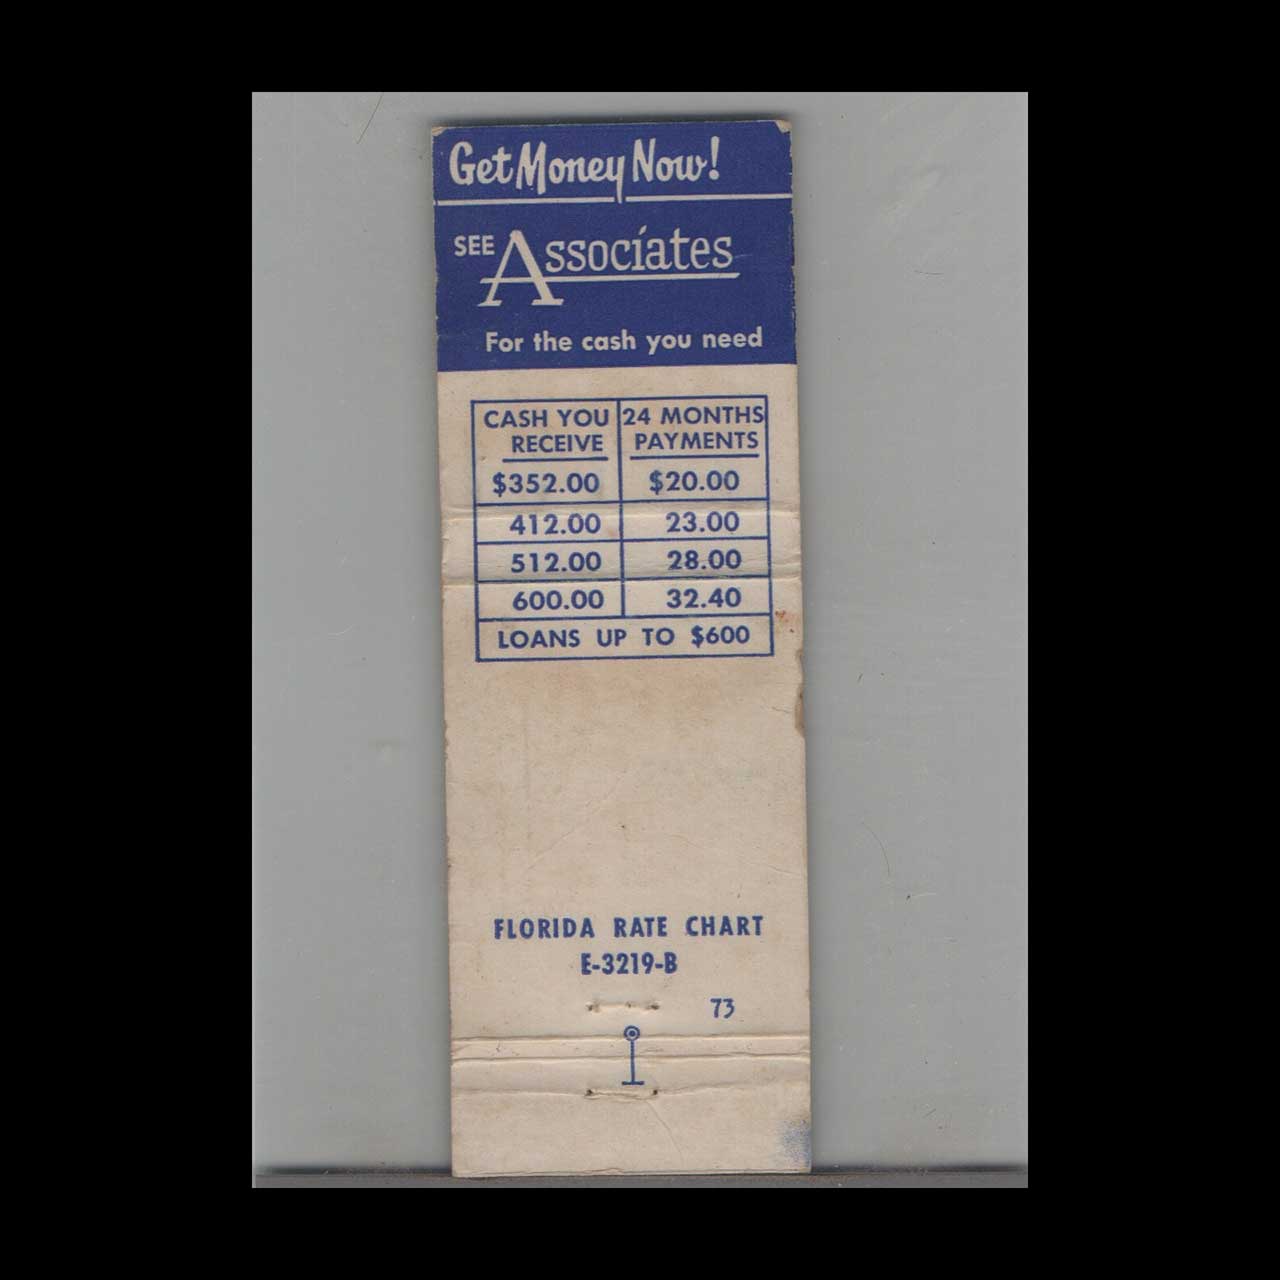 Get Money Now!
SEE Associates
For the cash you need
CASH YOU RECEIVE 24 MONTHS PAYMENTS
$352.00 $20.00
412.00 23.00
512.00 28.00
600.00 32.40
LOANS UP TO $600
FLORIDA RATE CHART
E-3219-B
73